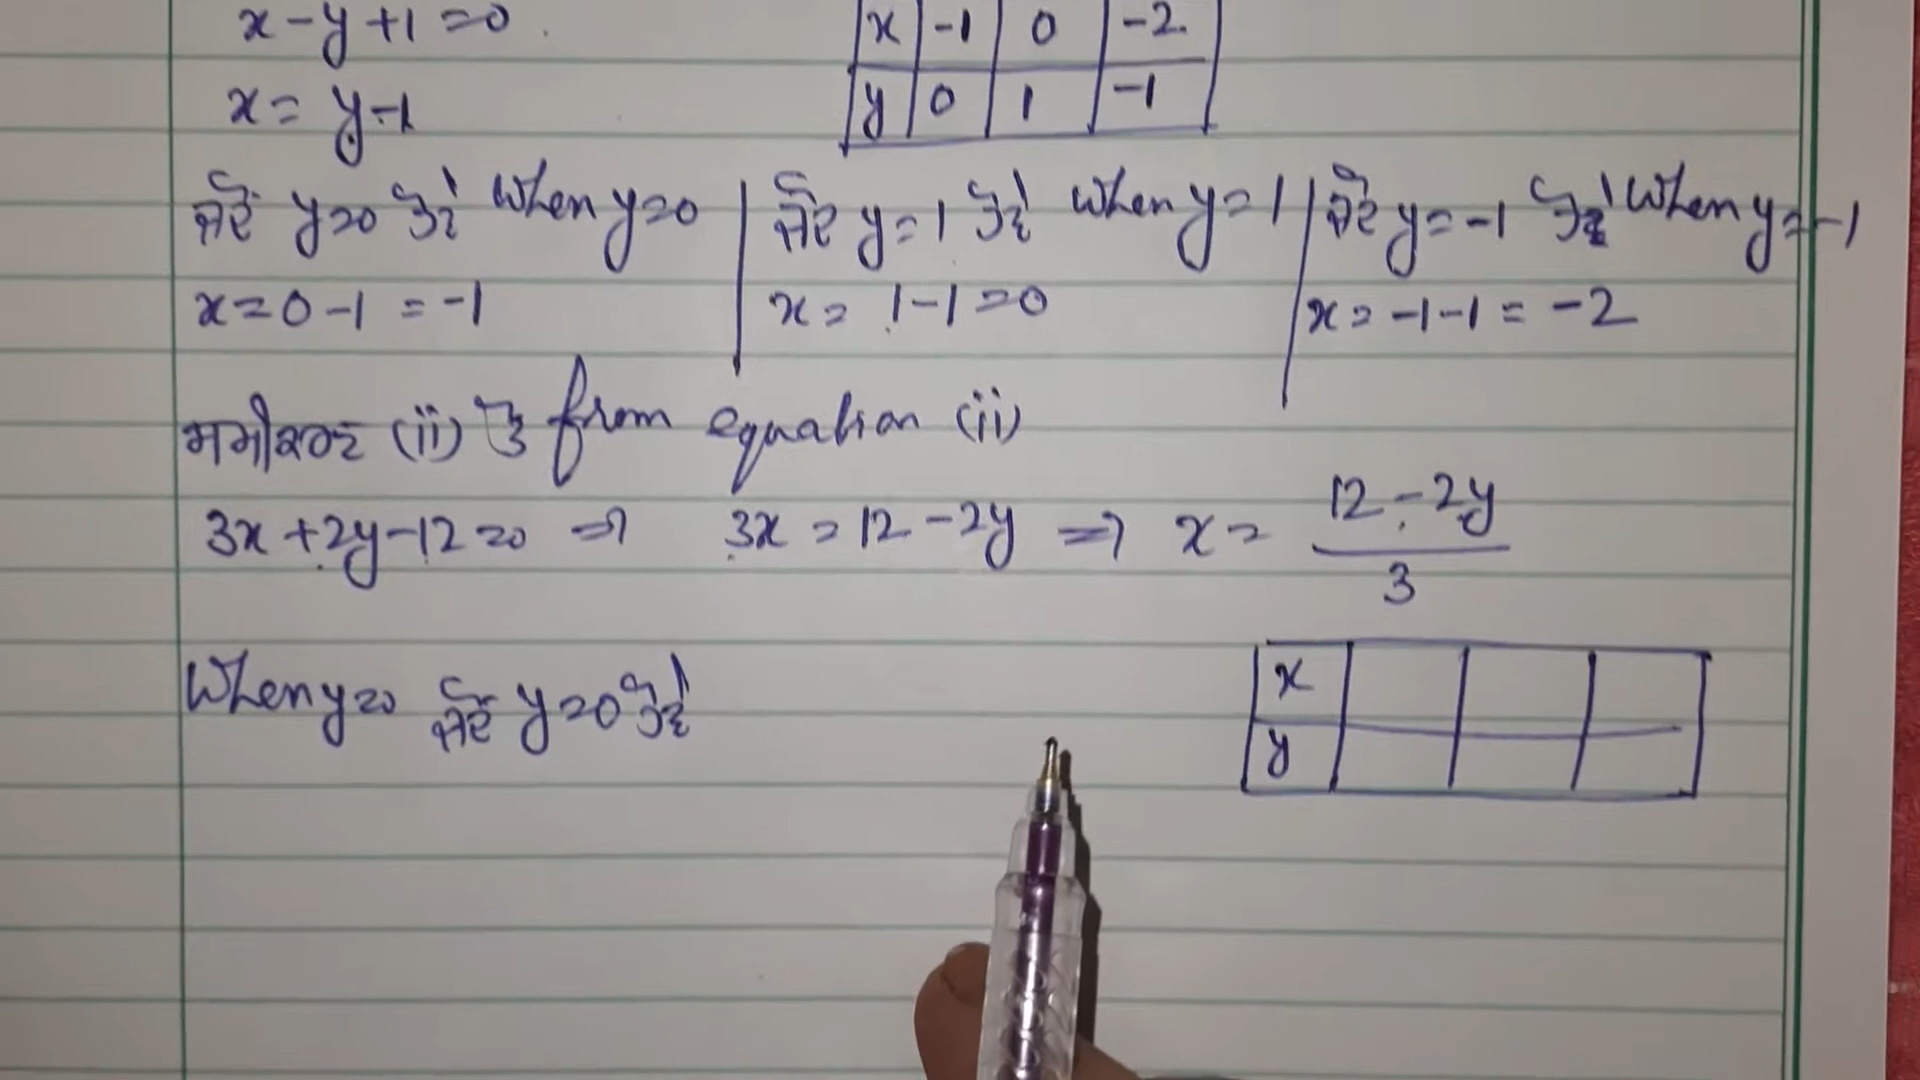 x - y + 1 = 0
x = y - 1
x -1 0 -2
y 0 1 -1
ਜਦੋਂ y = 0 ਤਾਂ When y = 0
x = 0 - 1 = -1
ਜਦੋਂ y = 1 ਤਾਂ When y = 1
x = 1 - 1 = 0
ਜਦੋਂ y = -1 ਤਾਂ When y = -1
x = -1 - 1 = -2
ਸਮੀਕਰਣ (ii) ਤੋਂ from equation (ii)
3x + 2y - 12 = 0 ⇒ 3x = 12 - 2y ⇒ x = 12 - 2y / 3
When y = 0 ਜਦੋਂ y = 0 ਤਾਂ
x
y